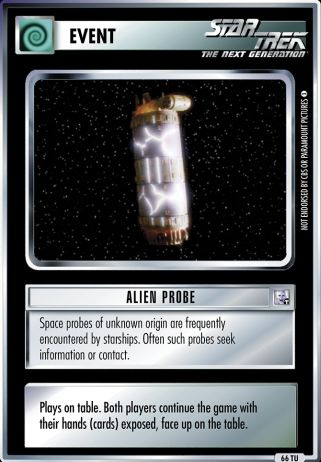 EVENT
STAR TREK
THE NEXT GENERATION
NOT ENDORSED BY CBS OR PARAMOUNT PICTURES
ALIEN PROBE
Space probes of unknown origin are frequently
encountered by starships. Often such probes seek
information or contact.
Plays on table. Both players continue the game with
their hands (cards) exposed, face up on the table.
66 TU